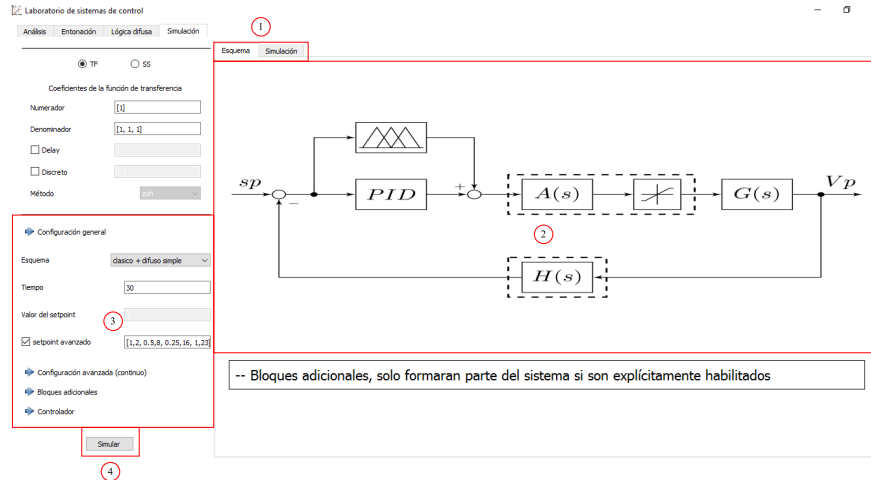 Laboratorio de sistemas de control
Análisis Entonación Lógica difusa Simulación
TF SS
Coeficientes de la función de transferencia
Numerador [1]
Denominador [1, 1, 1]
Delay
Discreto
Método zoh
Configuración general
Esquema clasico + difuso simple
Tiempo 30
Valor del setpoint
3
setpoint avanzado [1,2, 0.5,8, 0.25,16, 1,23]
Configuración avanzada (continuo)
Bloques adicionales
Controlador
Simular
4
1
Esquema Simulación
sp
−
PID
+
A(s)
G(s)
Vp
2
H(s)
-- Bloques adicionales, solo formaran parte del sistema si son explícitamente habilitados